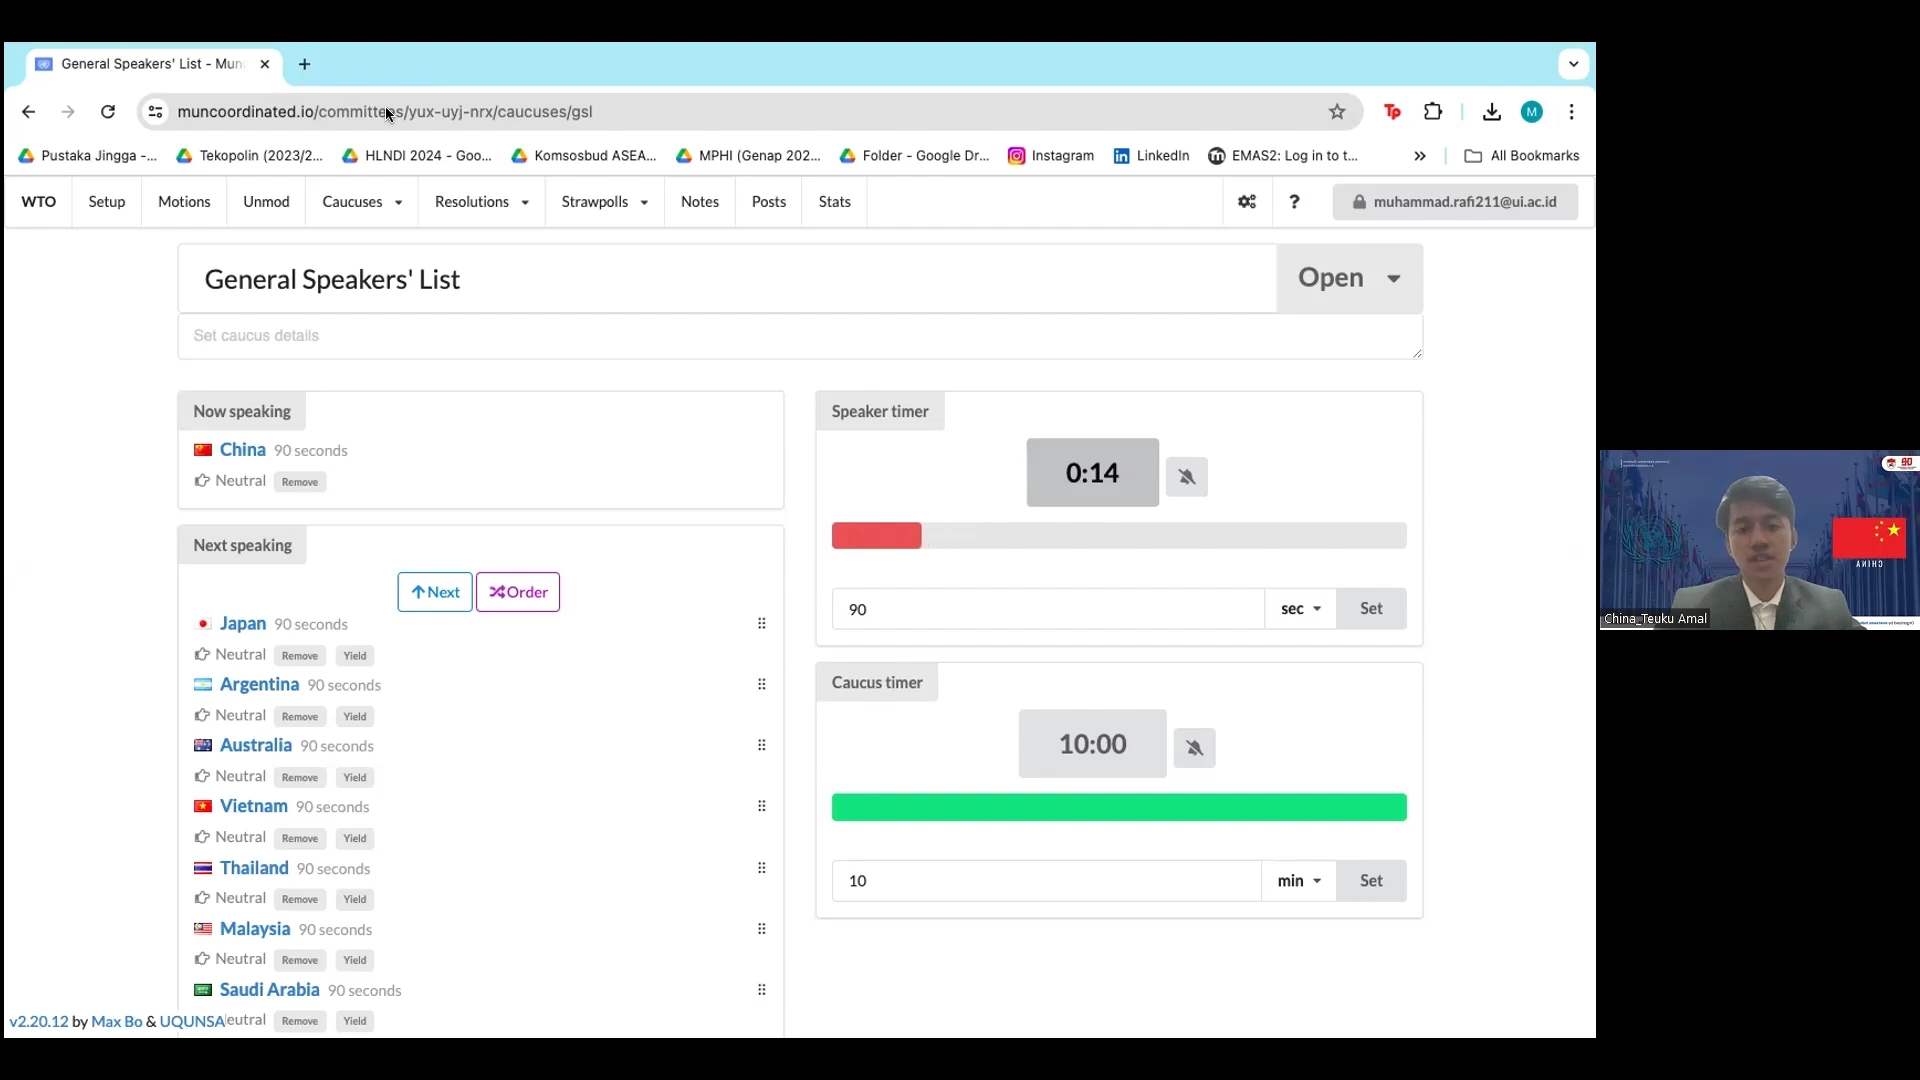 General Speakers' List - Mun
muncoordinated.io/committees/yux-uyj-nrx/caucuses/gsl
Tp
M
Pustaka Jingga -...
Tekopolin (2023/2...
HLNDI 2024 - Goo...
Komsosbud ASEA...
MPHI (Genap 202...
Folder - Google Dr...
Instagram
LinkedIn
EMAS2: Log in to t...
»
All Bookmarks
WTO
Setup
Motions
Unmod
Caucuses
Resolutions
Strawpolls
Notes
Posts
Stats
?
muhammad.rafi211@ui.ac.id
General Speakers' List
Open
Set caucus details
Now speaking
China 90 seconds
Neutral Remove
Next speaking
Next Order
Japan 90 seconds
Neutral Remove Yield
Argentina 90 seconds
Neutral Remove Yield
Australia 90 seconds
Neutral Remove Yield
Vietnam 90 seconds
Neutral Remove Yield
Thailand 90 seconds
Neutral Remove Yield
Malaysia 90 seconds
Neutral Remove Yield
Saudi Arabia 90 seconds
eutral Remove Yield
v2.20.12 by Max Bo & UQUNSA
Speaker timer
0:14
90 sec Set
Caucus timer
10:00
10 min Set
CHINA
China_Teuku Amal